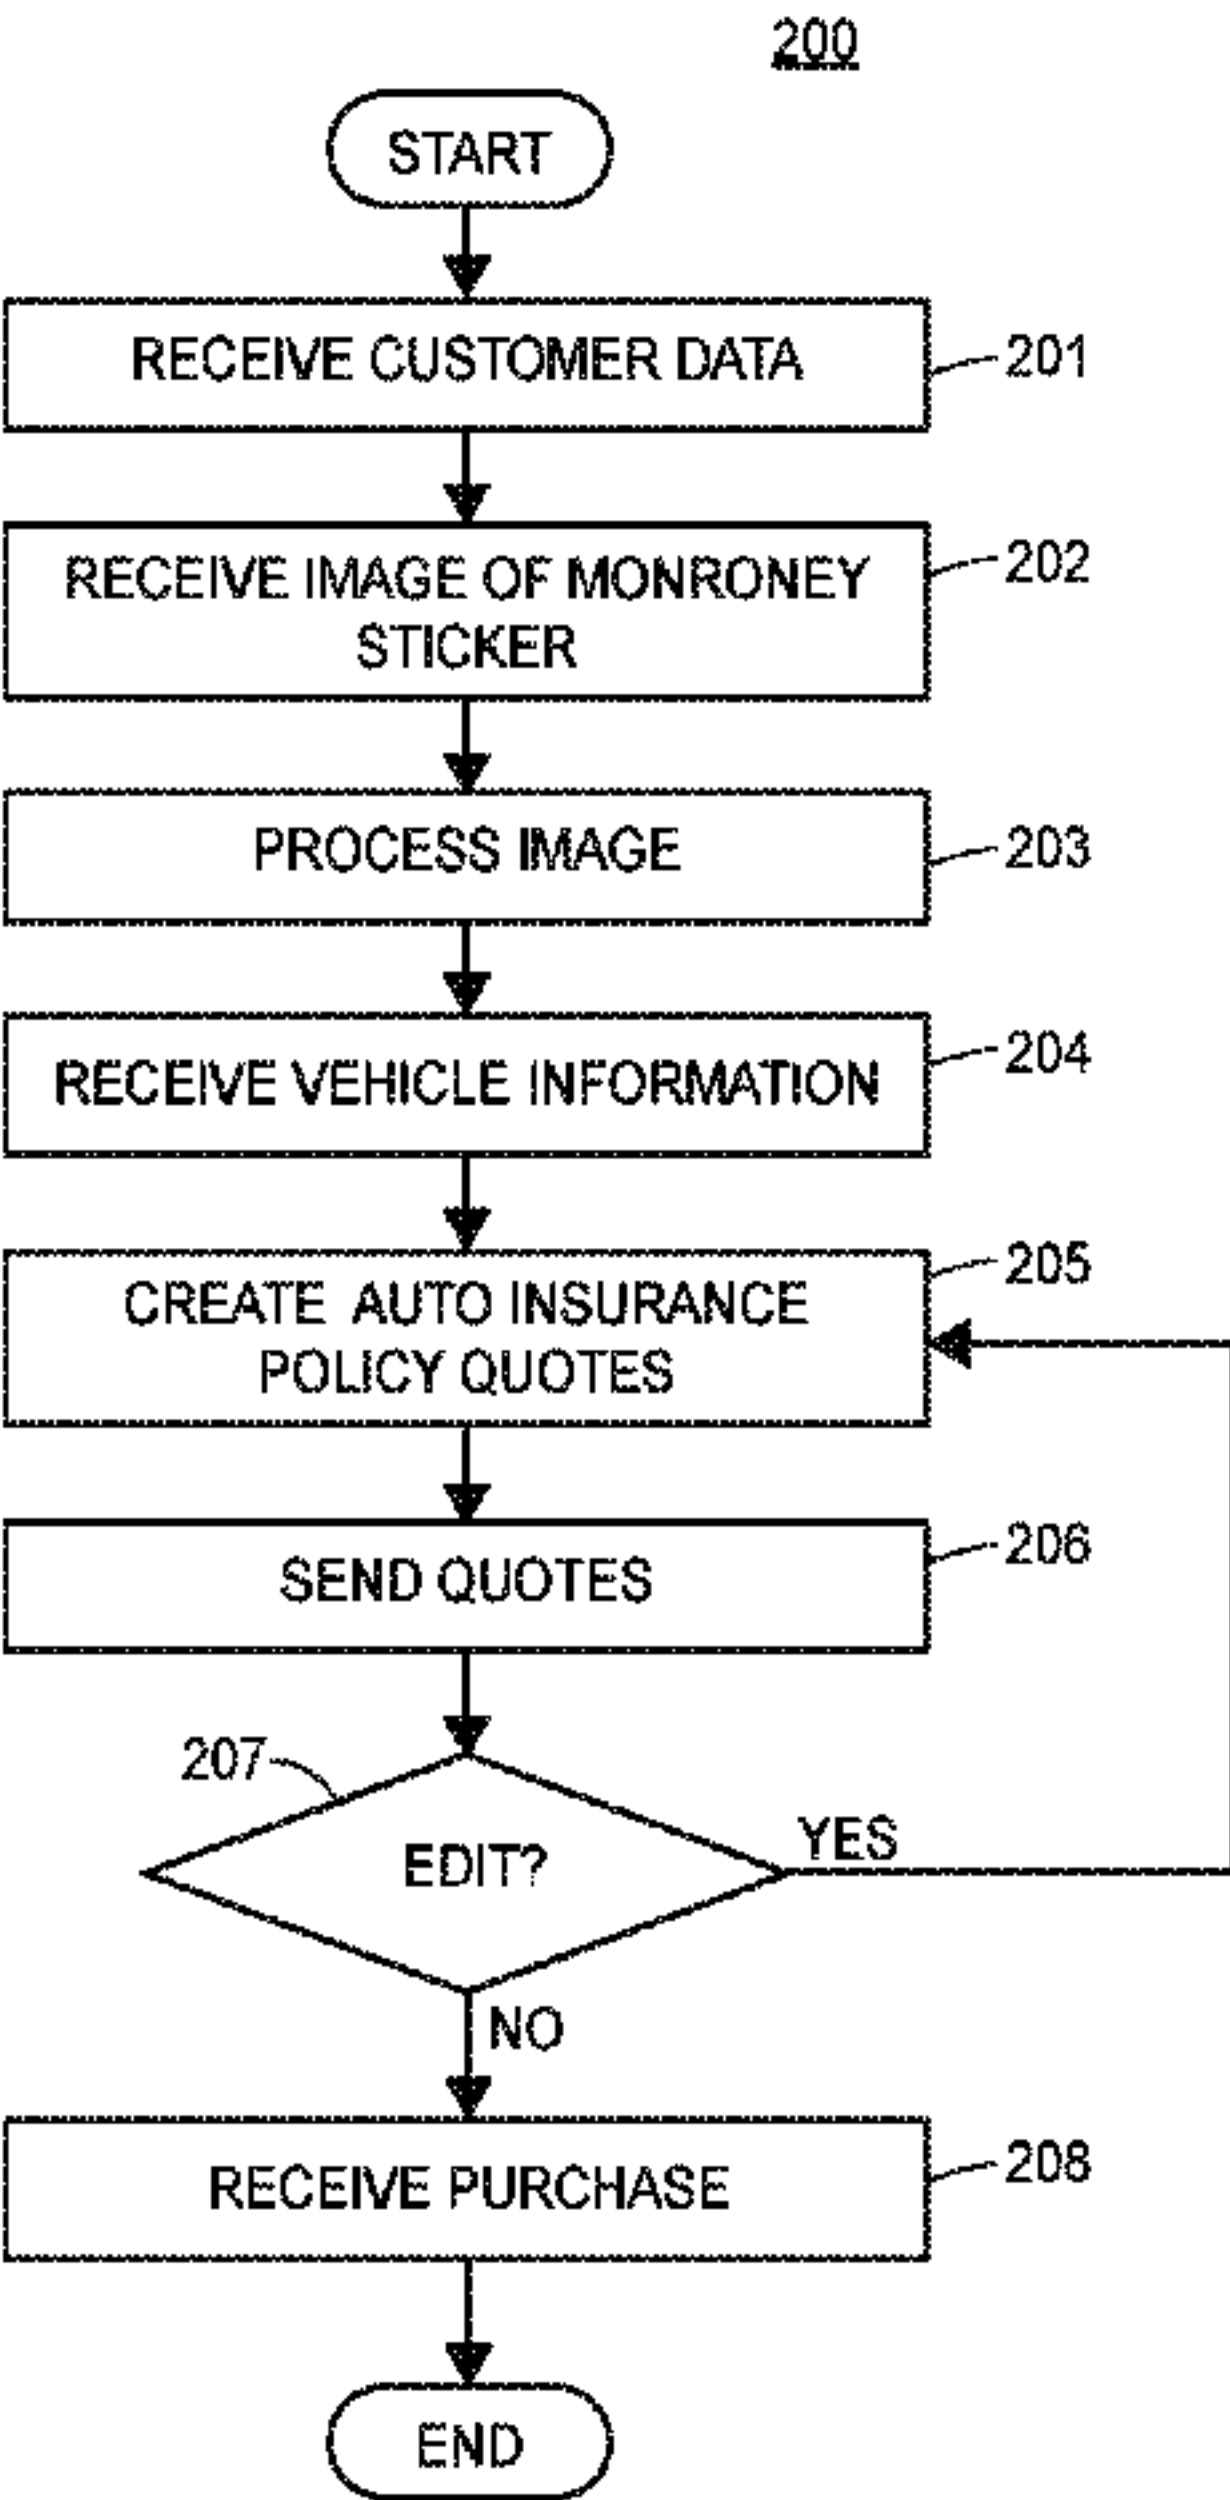 200
START
RECEIVE CUSTOMER DATA
201
RECEIVE IMAGE OF MONRONEY
STICKER
202
PROCESS IMAGE
203
RECEIVE VEHICLE INFORMATION
204
CREATE AUTO INSURANCE
POLICY QUOTES
205
SEND QUOTES
206
207
EDIT?
YES
NO
RECEIVE PURCHASE
208
END